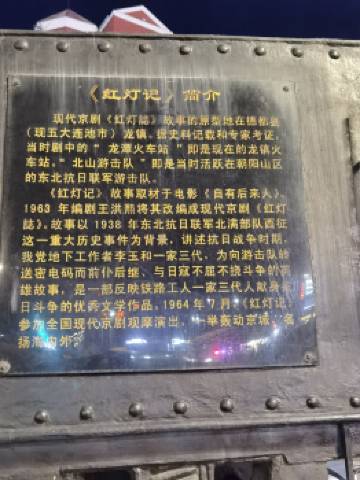 《红灯记》简介
现代京剧《红灯誌》故事的原型地在德都县
(现五大连池市)龙镇。据史料记载和专家考证,
当时剧中的"龙潭火车站"即是现在的龙镇火
车站。"北山游击队"即是当时活跃在朝阳山区
的东北抗日联军游击队。
《红灯记》故事取材于电影《自有后来人》,
1963年编剧王洪熙将其改编成现代京剧《红灯
誌》。故事以1938年东北抗日联军北满部队西征
这一重大历史事件为背景,讲述抗日战争时期,
我党地下工作者李玉和一家三代,为向游击队
送密电码而前仆后继、与日寇不屈不挠斗争的英
雄故事,是一部反映铁路工人一家三代人献身抗
日斗争的优秀文学作品。1964年7月《红灯记》
参加全国现代京剧观摩演出,一举轰动京城、名
扬海内外。